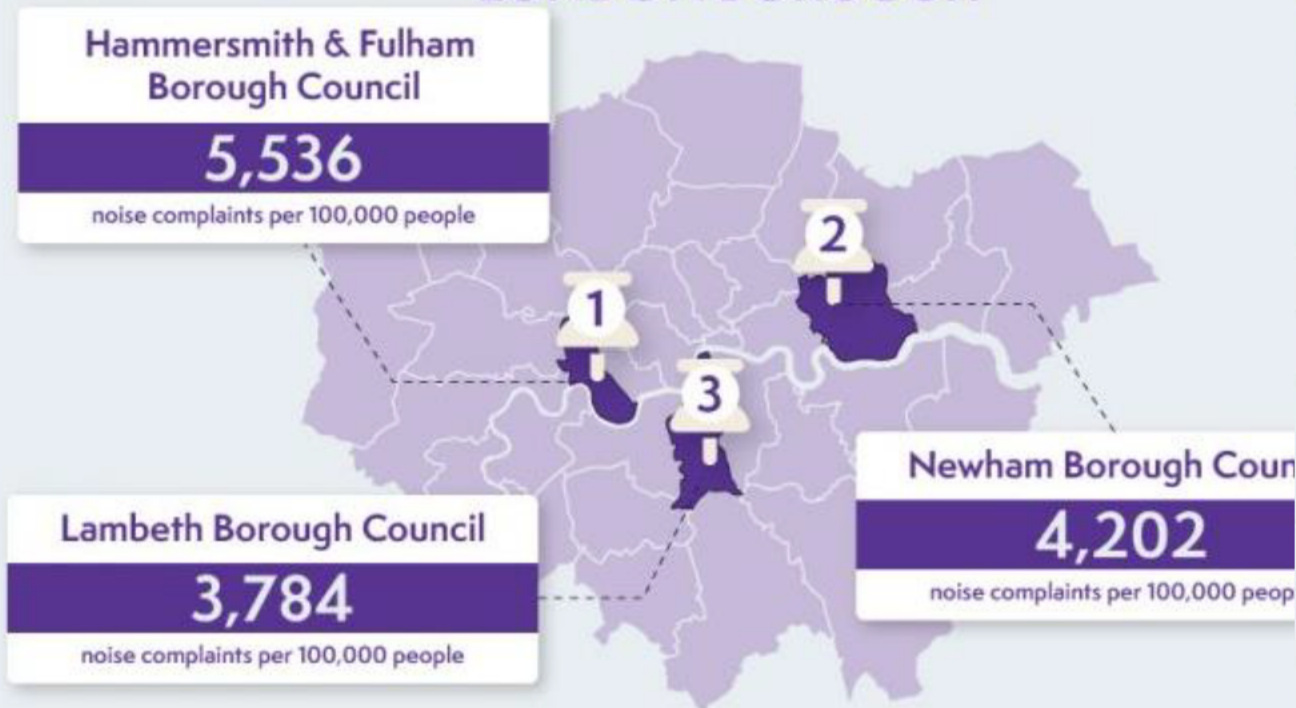 Hammersmith & Fulham
Borough Council
5,536
noise complaints per 100,000 people
1
2
3
Newham Borough
4,202
noise complaints per 100,000
Lambeth Borough Council
3,784
noise complaints per 100,000 people